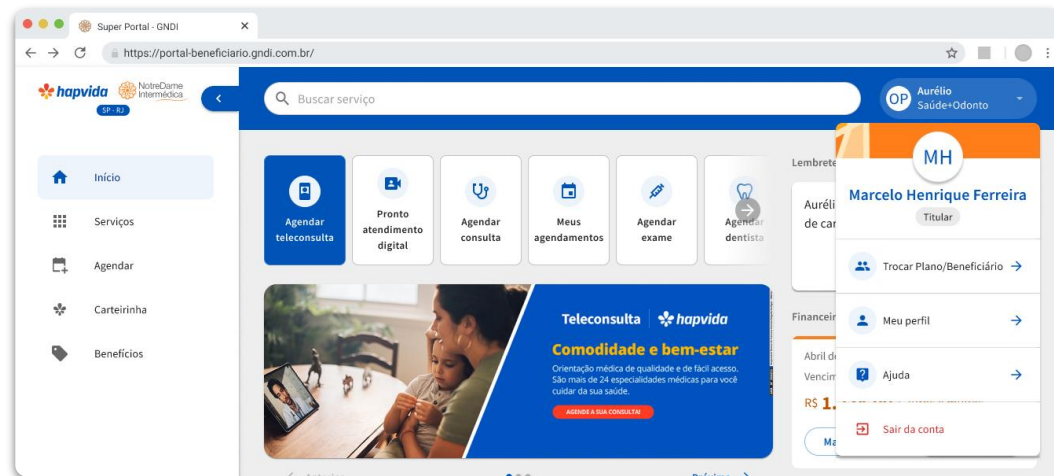 Super Portal - GNDI
https://portal-beneficiario.gndi.com.br/
hapvida
NotreDame
Intermédica
SP - RJ
Buscar serviço
OP
Aurélio
Saúde+Odonto
Início
Serviços
Agendar
Carteirinha
Benefícios
Agendar
teleconsulta
Pronto
atendimento
digital
Agendar
consulta
Meus
agendamentos
Agendar
exame
Agendar
dentista
Lembrete
Auréli
de car
MH
Marcelo Henrique Ferreira
Titular
Trocar Plano/Beneficiário
Meu perfil
Ajuda
Sair da conta
Teleconsulta hapvida
Comodidade e bem-estar
Orientação médica de qualidade e de fácil acesso.
São mais de 24 especialidades médicas para você
cuidar da sua saúde.
AGENDE A SUA CONSULTA!
Financeir
Abril de
Vencim
R$ 1.
Ma